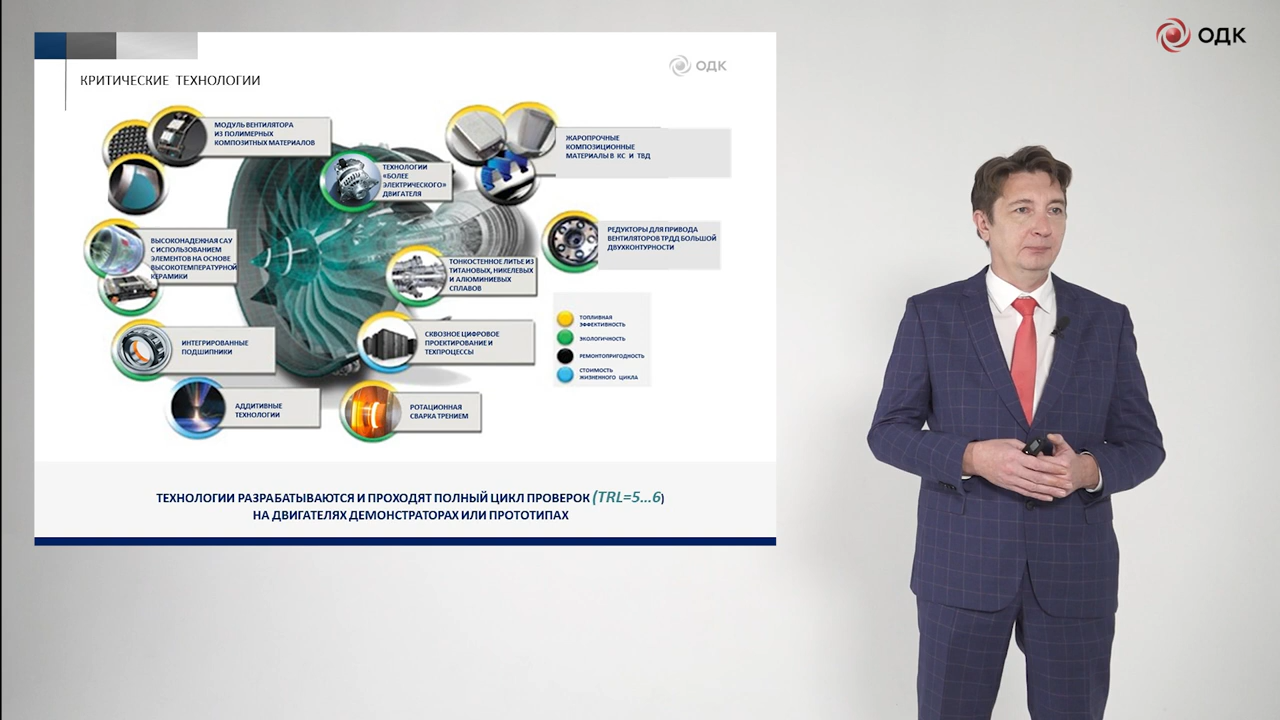 ОДК
КРИТИЧЕСКИЕ ТЕХНОЛОГИИ
ОДК
МОДУЛЬ ВЕНТИЛЯТОРА
ИЗ ПОЛИМЕРНЫХ
КОМПОЗИТНЫХ МАТЕРИАЛОВ
ЖАРОПРОЧНЫЕ
КОМПОЗИЦИОННЫЕ
МАТЕРИАЛЫ В КС И ТВД
ТЕХНОЛОГИИ
«БОЛЕЕ
ЭЛЕКТРИЧЕСКОГО»
ДВИГАТЕЛЯ
ВЫСОКОНАДЕЖНАЯ САУ
С ИСПОЛЬЗОВАНИЕМ
ЭЛЕМЕНТОВ НА ОСНОВЕ
ВЫСОКОТЕМПЕРАТУРНОЙ
КЕРАМИКИ
РЕДУКТОРЫ ДЛЯ ПРИВОДА
ВЕНТИЛЯТОРОВ ТРДД БОЛЬШОЙ
ДВУХКОНТУРНОСТИ
ТОНКОСТЕННОЕ ЛИТЬЕ ИЗ
ТИТАНОВЫХ, НИКЕЛЕВЫХ
И АЛЮМИНИЕВЫХ
СПЛАВОВ
ИНТЕГРИРОВАННЫЕ
ПОДШИПНИКИ
СКВОЗНОЕ ЦИФРОВОЕ
ПРОЕКТИРОВАНИЕ И
ТЕХПРОЦЕССЫ
ТОПЛИВНАЯ
ЭФФЕКТИВНОСТЬ
ЭКОЛОГИЧНОСТЬ
РЕМОНТОПРИГОДНОСТЬ
СТОИМОСТЬ
ЖИЗНЕННОГО ЦИКЛА
АДДИТИВНЫЕ
ТЕХНОЛОГИИ
РОТАЦИОННАЯ
СВАРКА ТРЕНИЕМ
ТЕХНОЛОГИИ РАЗРАБАТЫВАЮТСЯ И ПРОХОДЯТ ПОЛНЫЙ ЦИКЛ ПРОВЕРОК (TRL=5...6)
НА ДВИГАТЕЛЯХ ДЕМОНСТРАТОРАХ ИЛИ ПРОТОТИПАХ